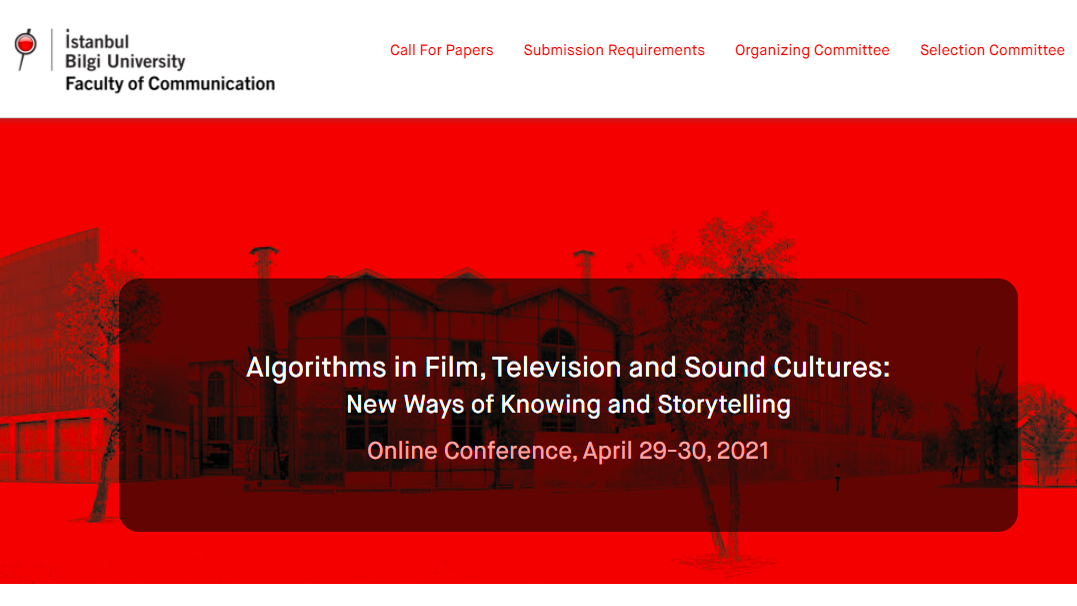 İstanbul
Bilgi University
Faculty of Communication
Call For Papers
Submission Requirements
Organizing Committee
Selection Committee
Algorithms in Film, Television and Sound Cultures:
New Ways of Knowing and Storytelling
Online Conference, April 29-30, 2021